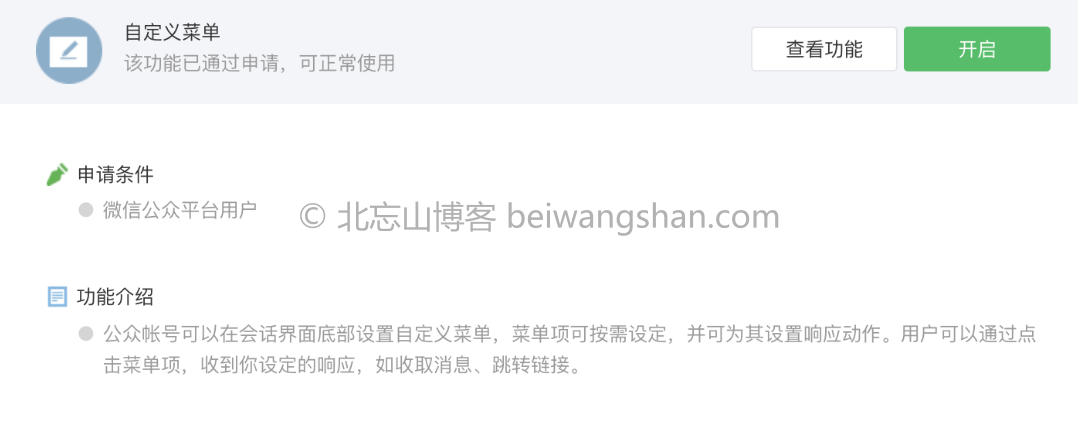 自定义菜单
该功能已通过申请，可正常使用
查看功能
开启
申请条件
微信公众平台用户
© 北忘山博客 beiwangshan.com
功能介绍
公众帐号可以在会话界面底部设置自定义菜单，菜单项可按需设定，并可为其设置响应动作。用户可以通过点
击菜单项，收到你设定的响应，如收取消息、跳转链接。